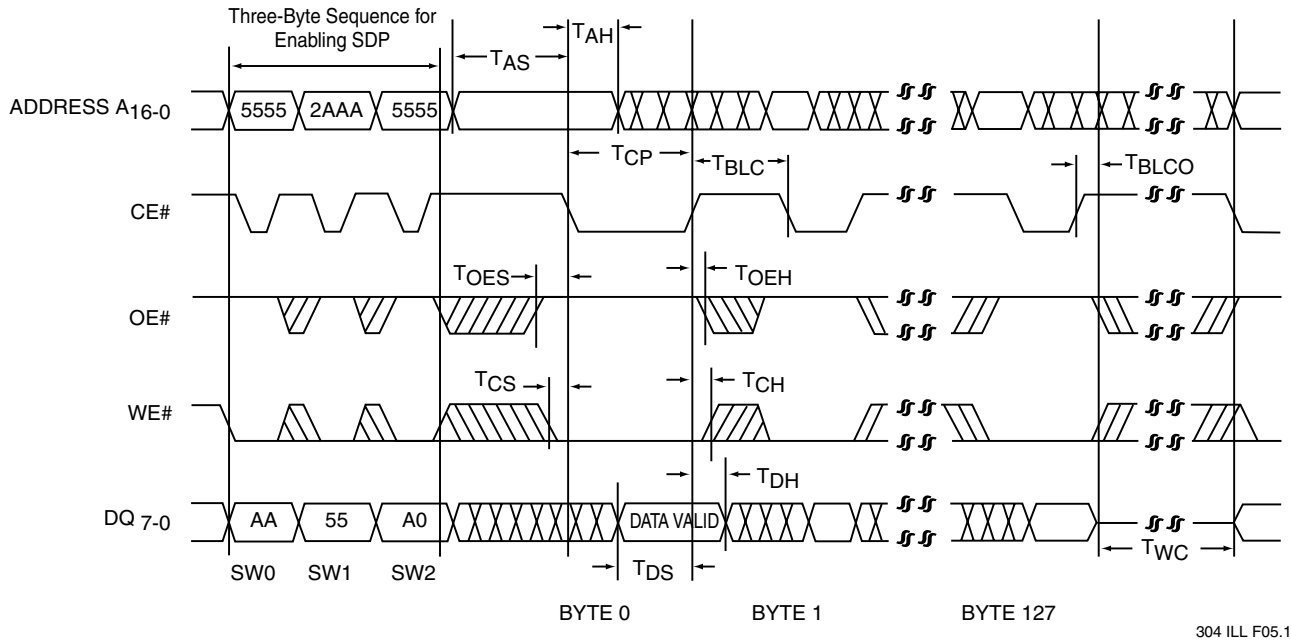 Three-Byte Sequence for
Enabling SDP
TAH
TAS
ADDRESS A16-0
5555 2AAA 5555
TCP
TBLC
TBLCO
CE#
TOES
TOEH
OE#
TCS
TCH
WE#
TDH
DQ 7-0
AA 55 A0
DATA VALID
SW0 SW1 SW2
TDS
TWC
BYTE 0 BYTE 1 BYTE 127
304 ILL F05.1